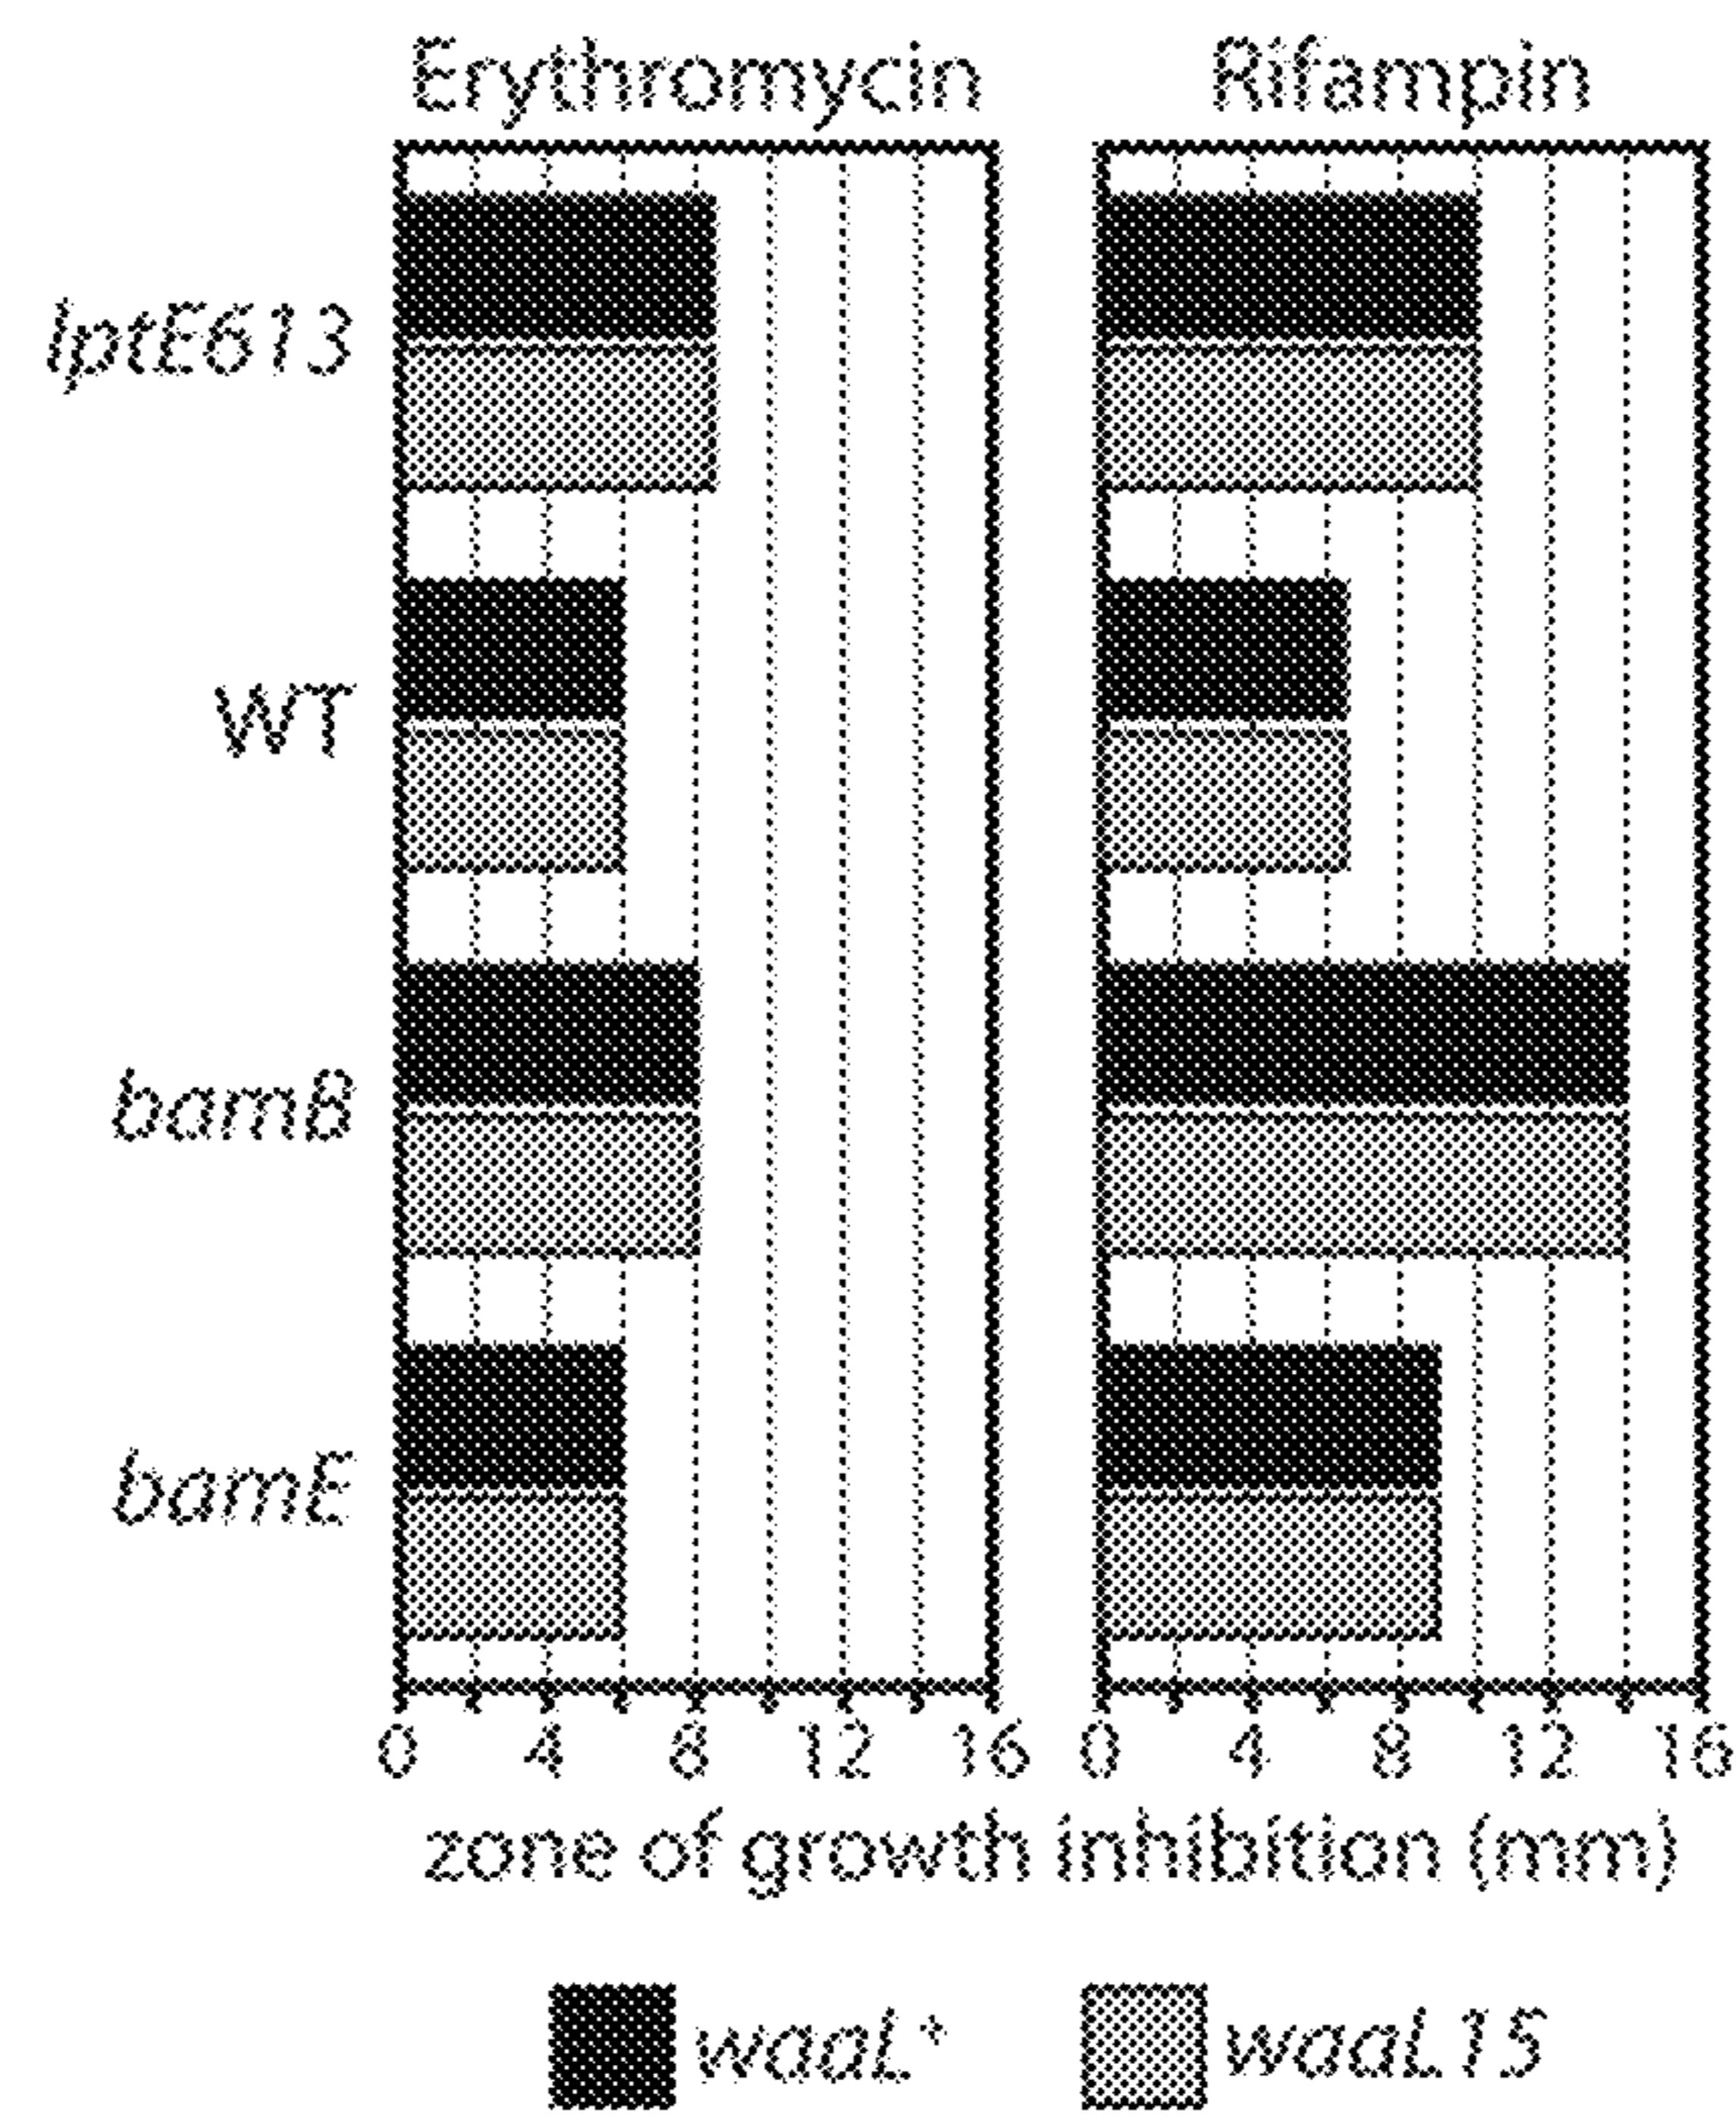 Erythromycin Rifampin
lptE613
WT
bamB
bamE
0 4 8 12 16 0 4 8 12 16
zone of growth inhibition (mm)
waaL⁺ waaL15